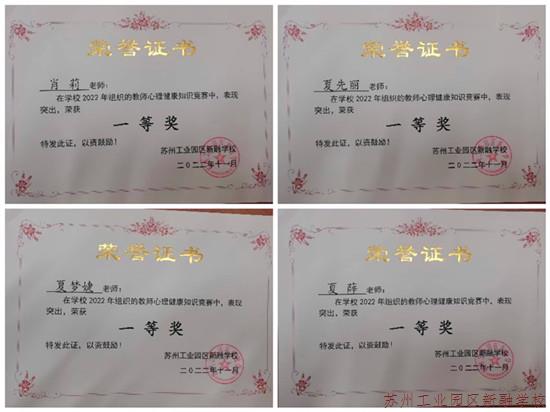 荣誉证书
肖莉 老师:
在学校2022年组织的教师心理健康知识竞赛中，表现
突出，荣获
一等奖
特发此证，以资鼓励！
苏州工业园区新融学校
二〇二二年十一月
荣誉证书
夏先丽 老师:
在学校2022年组织的教师心理健康知识竞赛中，表现
突出，荣获
一等奖
特发此证，以资鼓励！
苏州工业园区新融学校
二〇二二年十一月
荣誉证书
夏梦婕 老师:
在学校2022年组织的教师心理健康知识竞赛中，表现
突出，荣获
一等奖
特发此证，以资鼓励！
苏州工业园区新融学校
二〇二二年十一月
荣誉证书
夏薛 老师:
在学校2022年组织的教师心理健康知识竞赛中，表现
突出，荣获
一等奖
特发此证，以资鼓励！
苏州工业园区新融学校
二〇二二年十一月
苏州工业园区新融学校